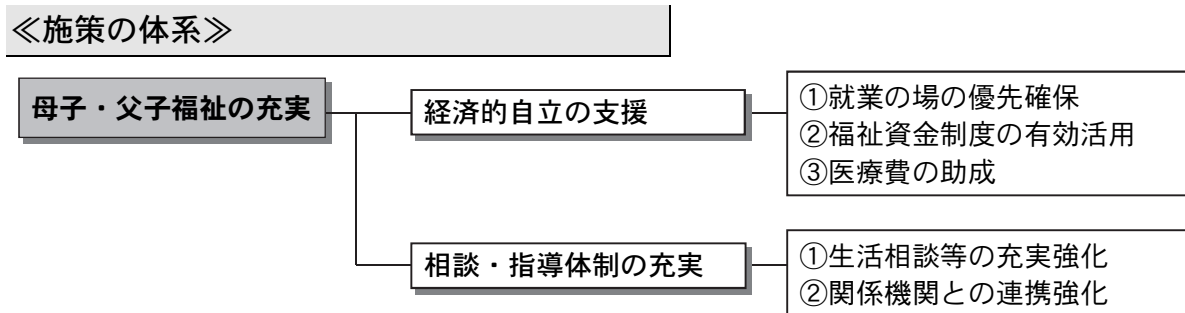 ≪施策の体系≫
母子・父子福祉の充実
経済的自立の支援
①就業の場の優先確保
②福祉資金制度の有効活用
③医療費の助成
相談・指導体制の充実
①生活相談等の充実強化
②関係機関との連携強化